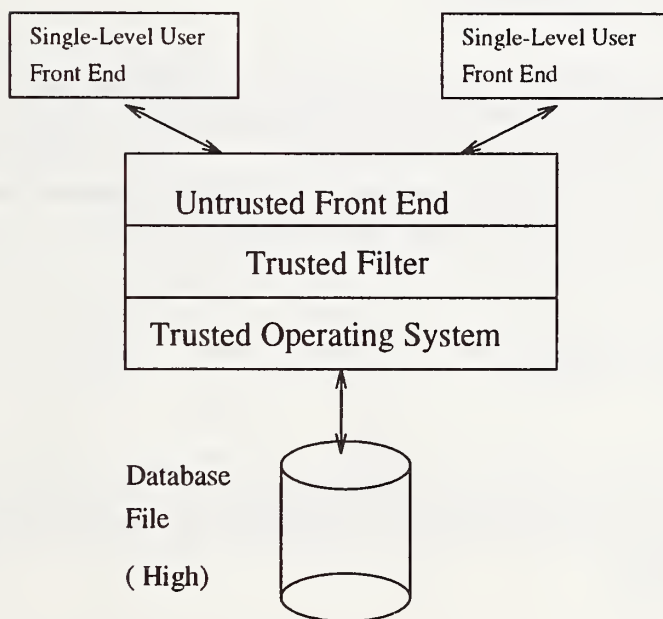 Single-Level User
Front End
Single-Level User
Front End
Untrusted Front End
Trusted Filter
Trusted Operating System
Database
File
( High)